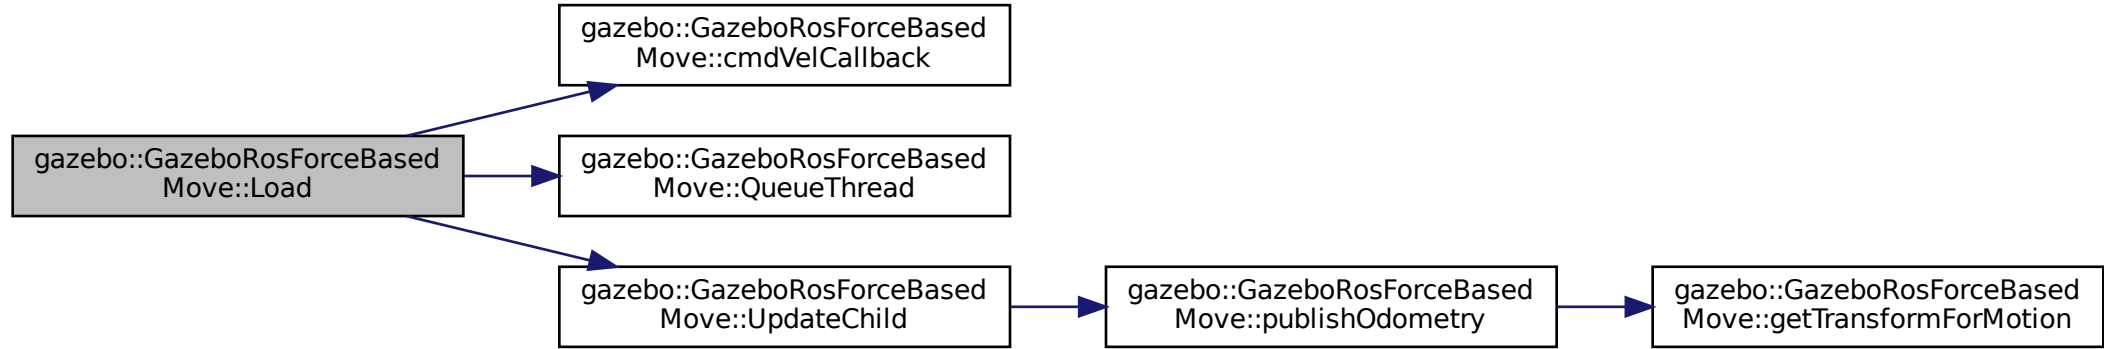 gazebo::GazeboRosForceBased
Move::cmdVelCallback
gazebo::GazeboRosForceBased
Move::Load
gazebo::GazeboRosForceBased
Move::QueueThread
gazebo::GazeboRosForceBased
Move::UpdateChild
gazebo::GazeboRosForceBased
Move::publishOdometry
gazebo::GazeboRosForceBased
Move::getTransformForMotion